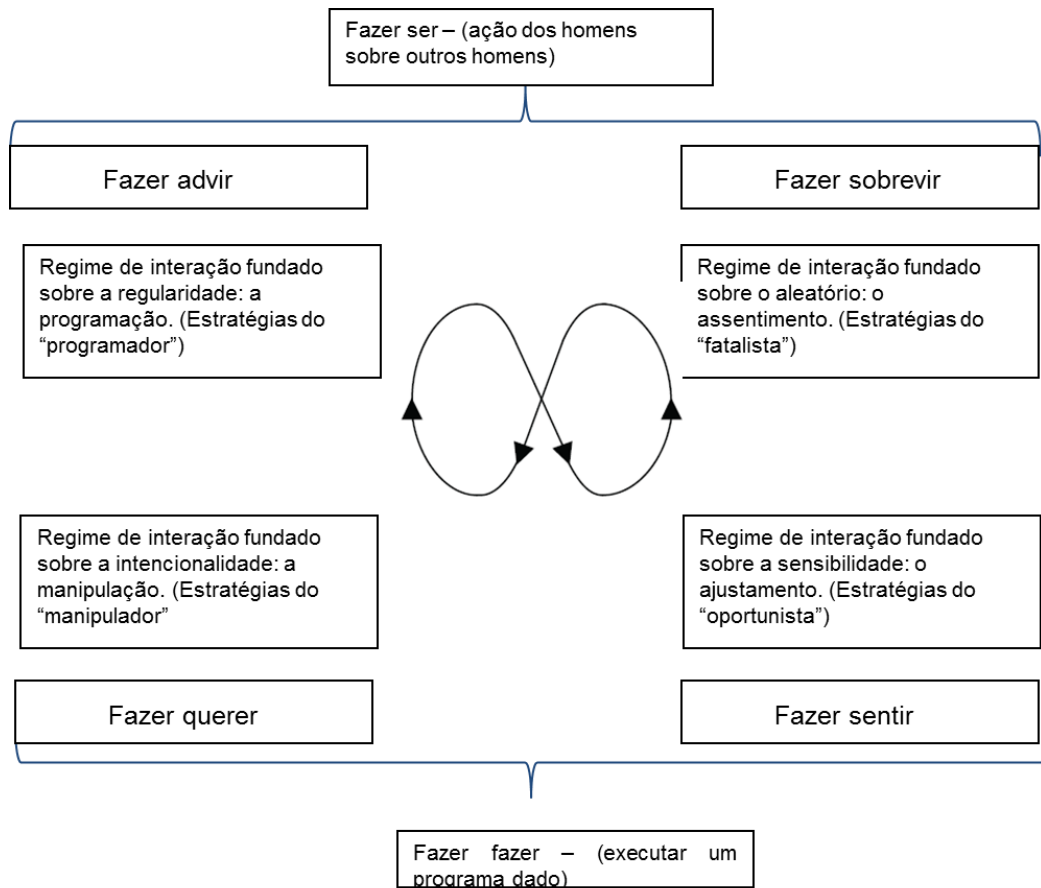 Fazer ser – (ação dos homens
sobre outros homens)
Fazer advir
Fazer sobrevir
Regime de interação fundado
sobre a regularidade: a
programação. (Estratégias do
“programador”)
Regime de interação fundado
sobre o aleatório: o
assentimento. (Estratégias do
“fatalista”)
Regime de interação fundado
sobre a intencionalidade: a
manipulação. (Estratégias do
“manipulador”
Regime de interação fundado
sobre a sensibilidade: o
ajustamento. (Estratégias do
“oportunista”)
Fazer querer
Fazer sentir
Fazer fazer – (executar um
programa dado)